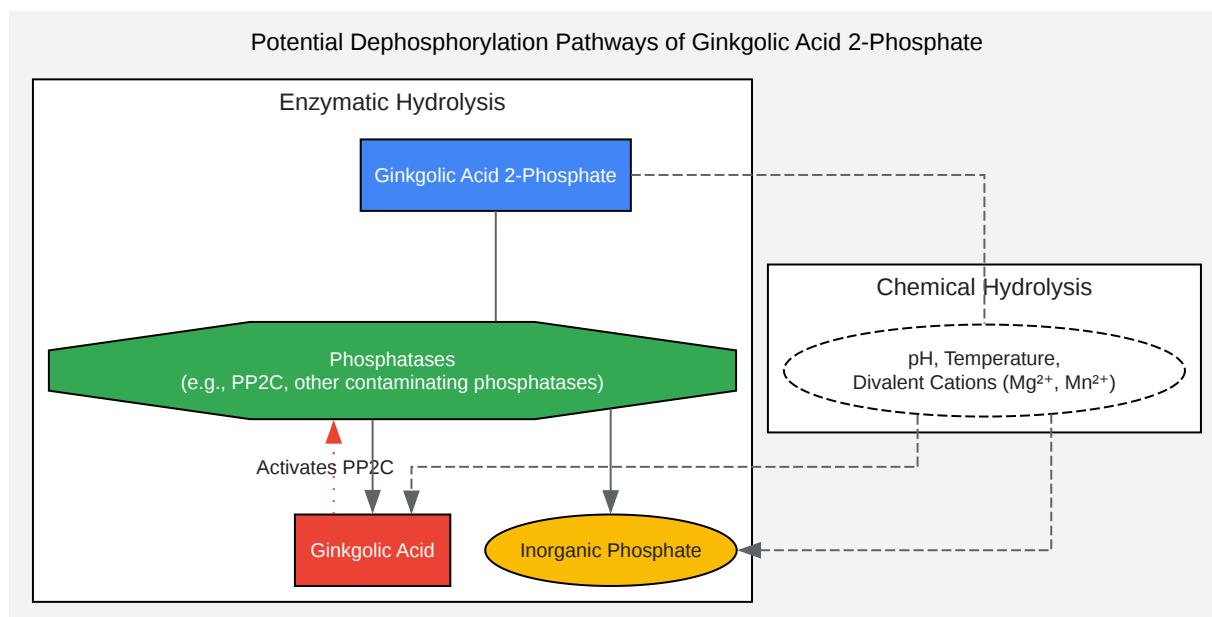 Potential Dephosphorylation Pathways of Ginkgolic Acid 2-Phosphate
Enzymatic Hydrolysis
Ginkgolic Acid 2-Phosphate
Chemical Hydrolysis
Phosphatases
(e.g., PP2C, other contaminating phosphatases)
pH, Temperature,
Divalent Cations (Mg²⁺, Mn²⁺)
Activates PP2C
Ginkgolic Acid
Inorganic Phosphate